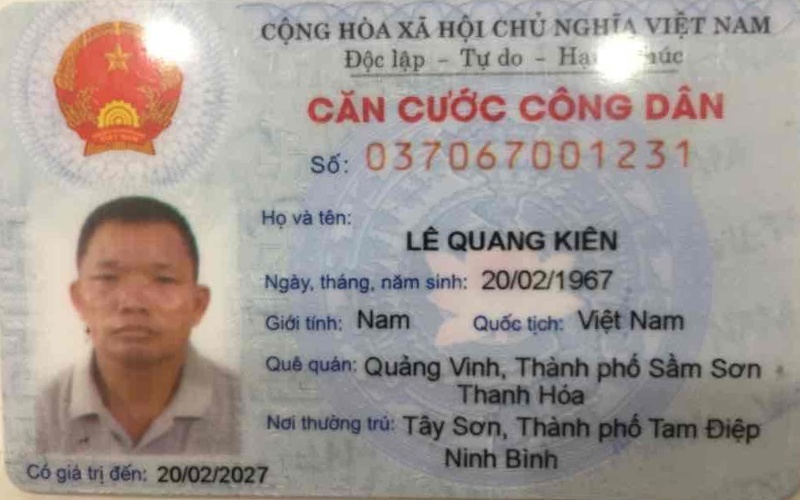 CỘNG HÒA XÃ HỘI CHỦ NGHĨA VIỆT NAM
Độc lập - Tự do -
CĂN CƯỚC CÔNG DÂN
Số: 037067001231
Họ và tên:
LÊ QUANG KIÊN
Ngày, tháng, năm sinh: 20/02/1967
Giới tính: Nam Quốc tịch: Việt Nam
Quê quán: Quảng Vinh, Thành phố Sầm Sơn
Thanh Hóa
Nơi thường trú: Tây Sơn, Thành phố Tam Điệp
Ninh Bình
Có giá trị đến: 20/02/2027